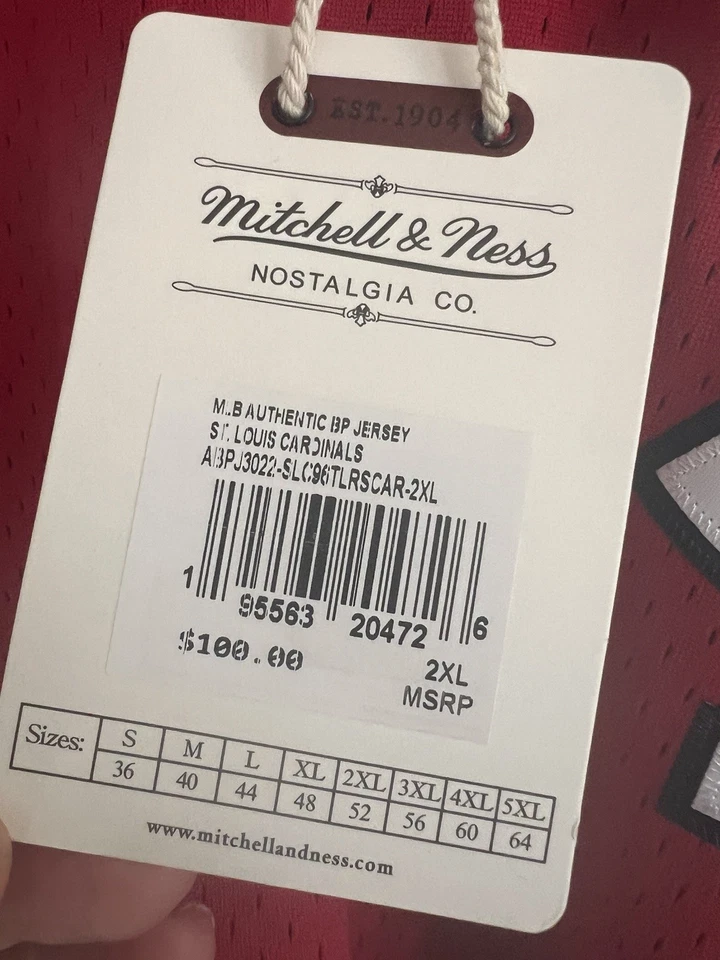 EST. 1904
Mitchell & Ness
NOSTALGIA CO.
MLB AUTHENTIC BP JERSEY
ST. LOUIS CARDINALS
ABPJ3022-SLC96TLRSCAR-2XL
1 95563 20472 6
$100.00 2XL
MSRP
Sizes: S M L XL 2XL 3XL 4XL 5XL
36 40 44 48 52 56 60 64
www.mitchellandness.com